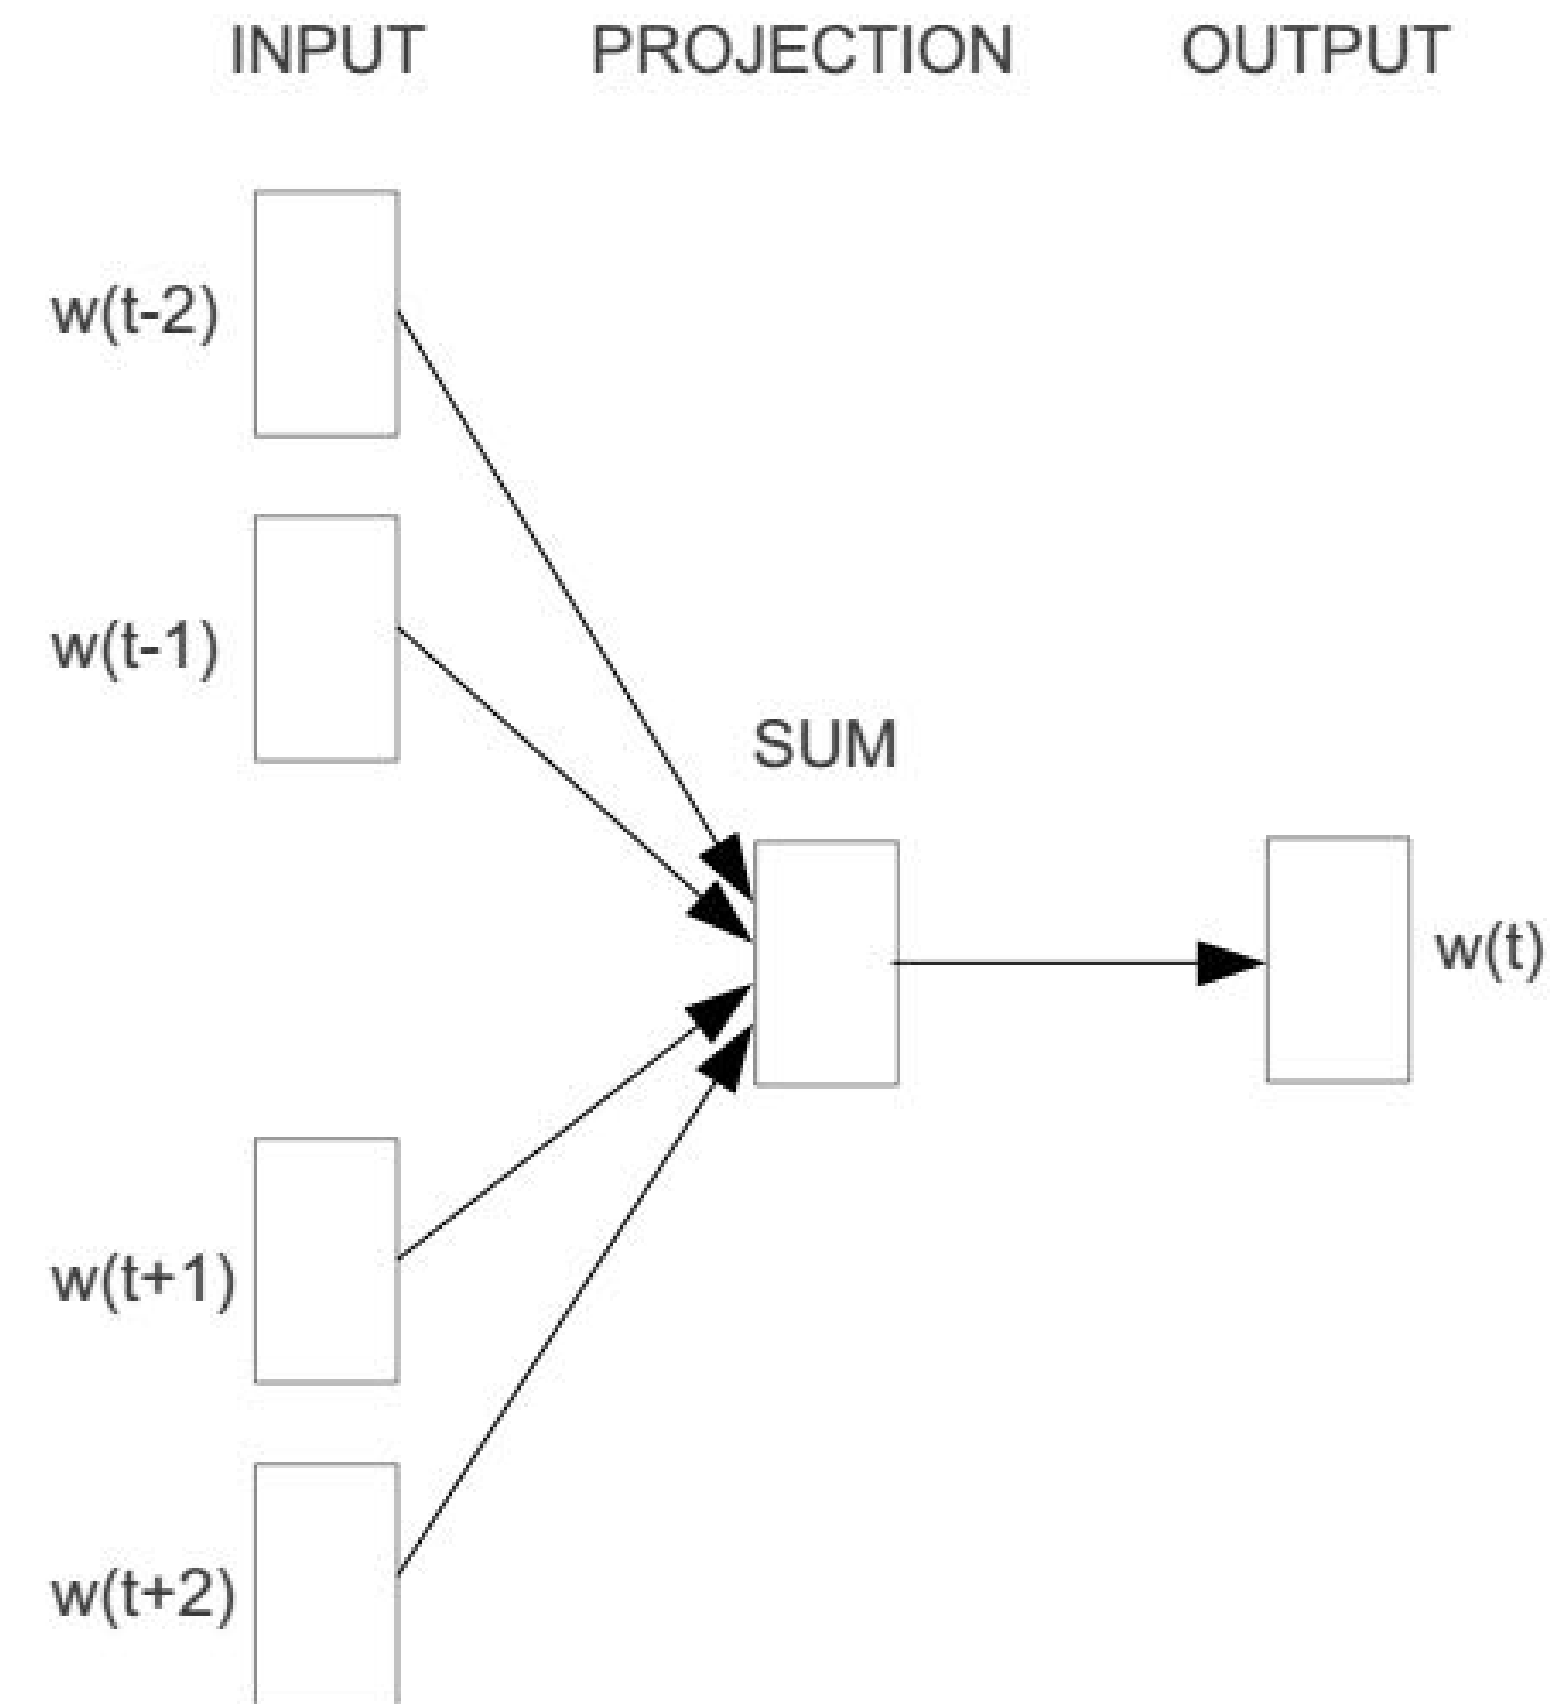 INPUT PROJECTION OUTPUT
w(t-2)
w(t-1)
SUM
w(t)
w(t+1)
w(t+2)